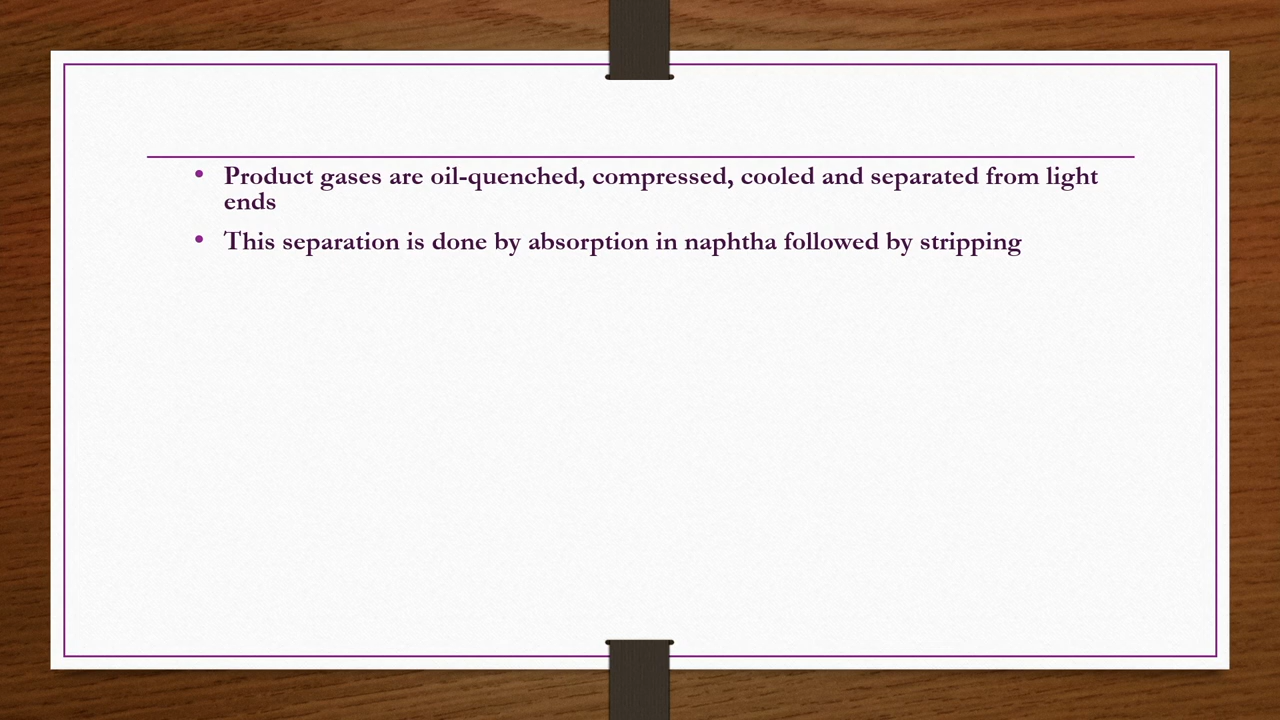 • Product gases are oil-quenched, compressed, cooled and separated from light
ends
• This separation is done by absorption in naphtha followed by stripping